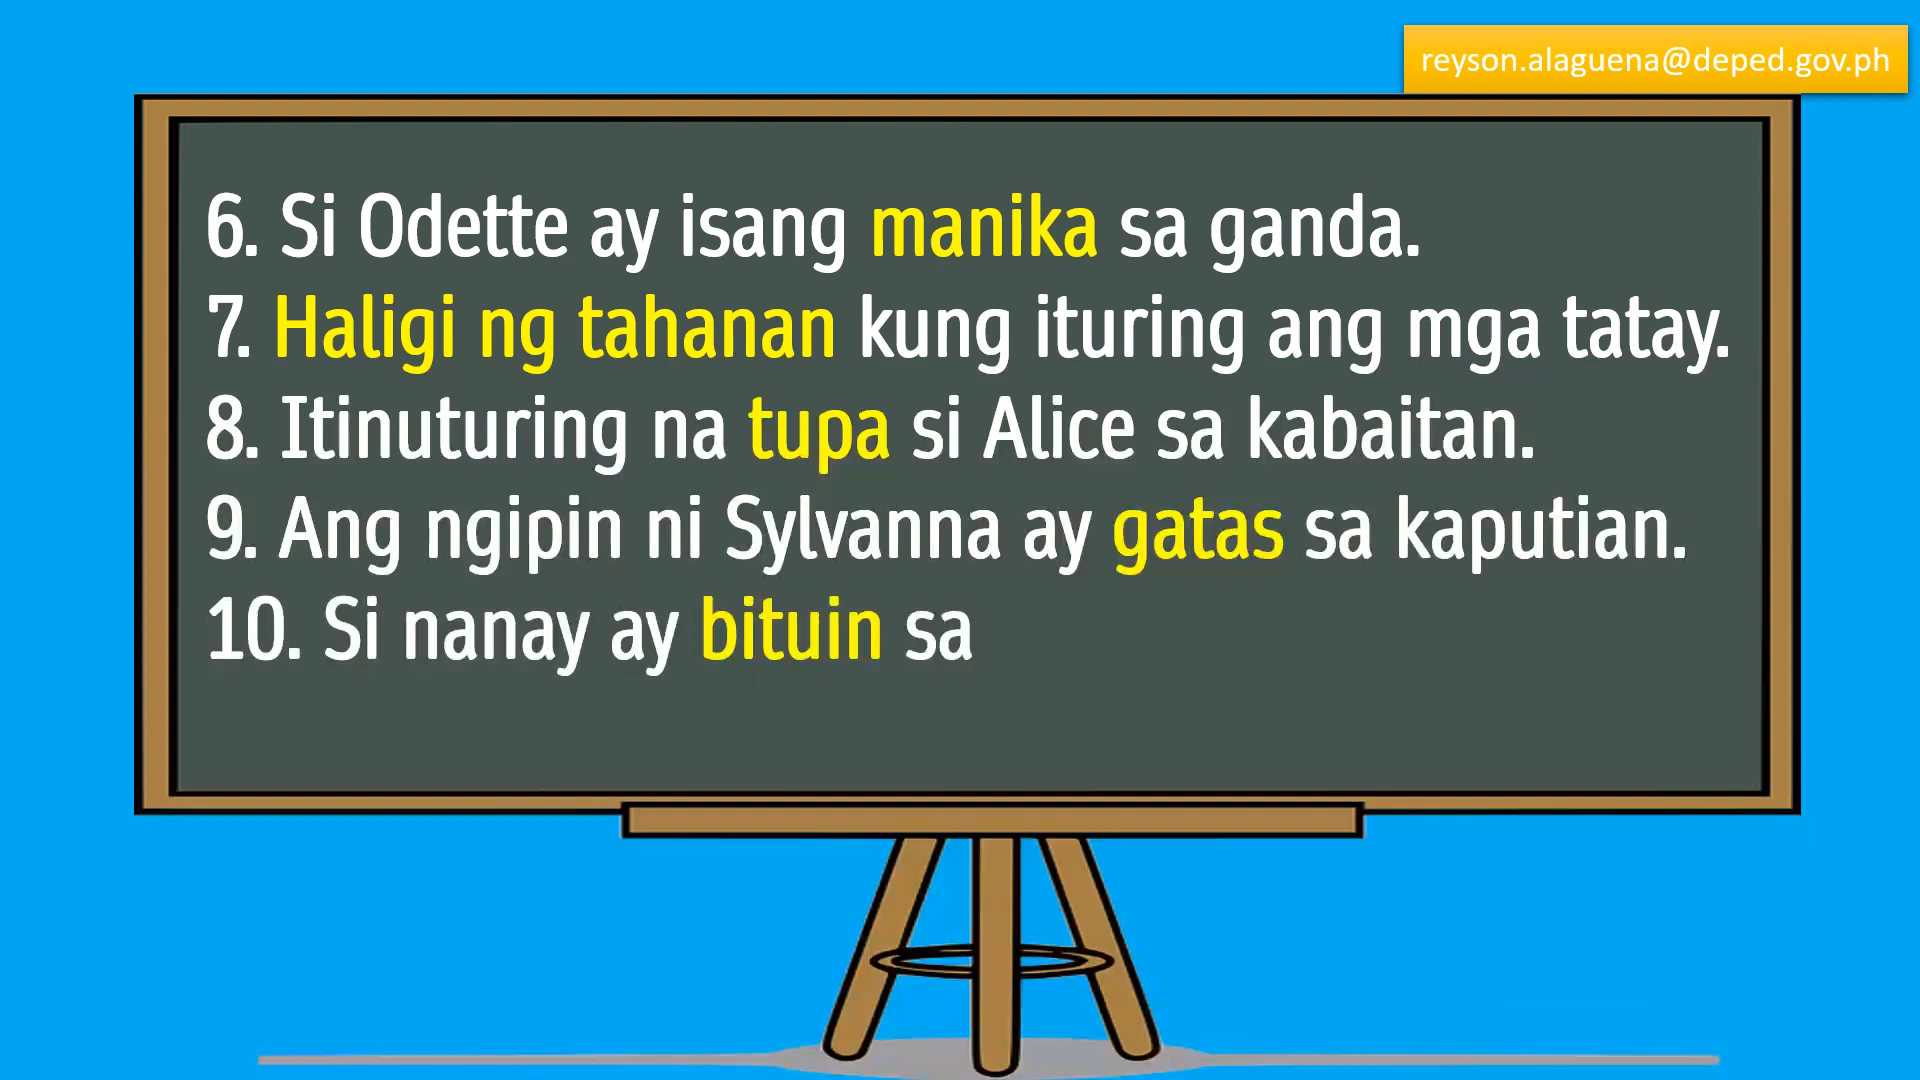 reyson.alaguena@deped.gov.ph
6. Si Odette ay isang manika sa ganda.
7. Haligi ng tahanan kung ituring ang mga tatay.
8. Itinuturing na tupa si Alice sa kabaitan.
9. Ang ngipin ni Sylvanna ay gatas sa kaputian.
10. Si nanay ay bituin sa